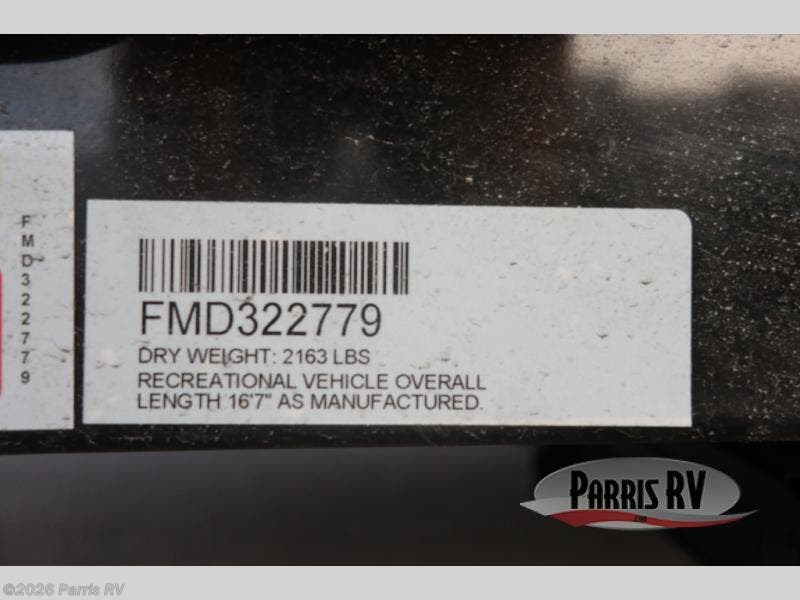 FMD322779
FMD322779
DRY WEIGHT: 2163 LBS
RECREATIONAL VEHICLE OVERALL
LENGTH 16'7" AS MANUFACTURED.
PARRIS RV
©2026 Parris RV